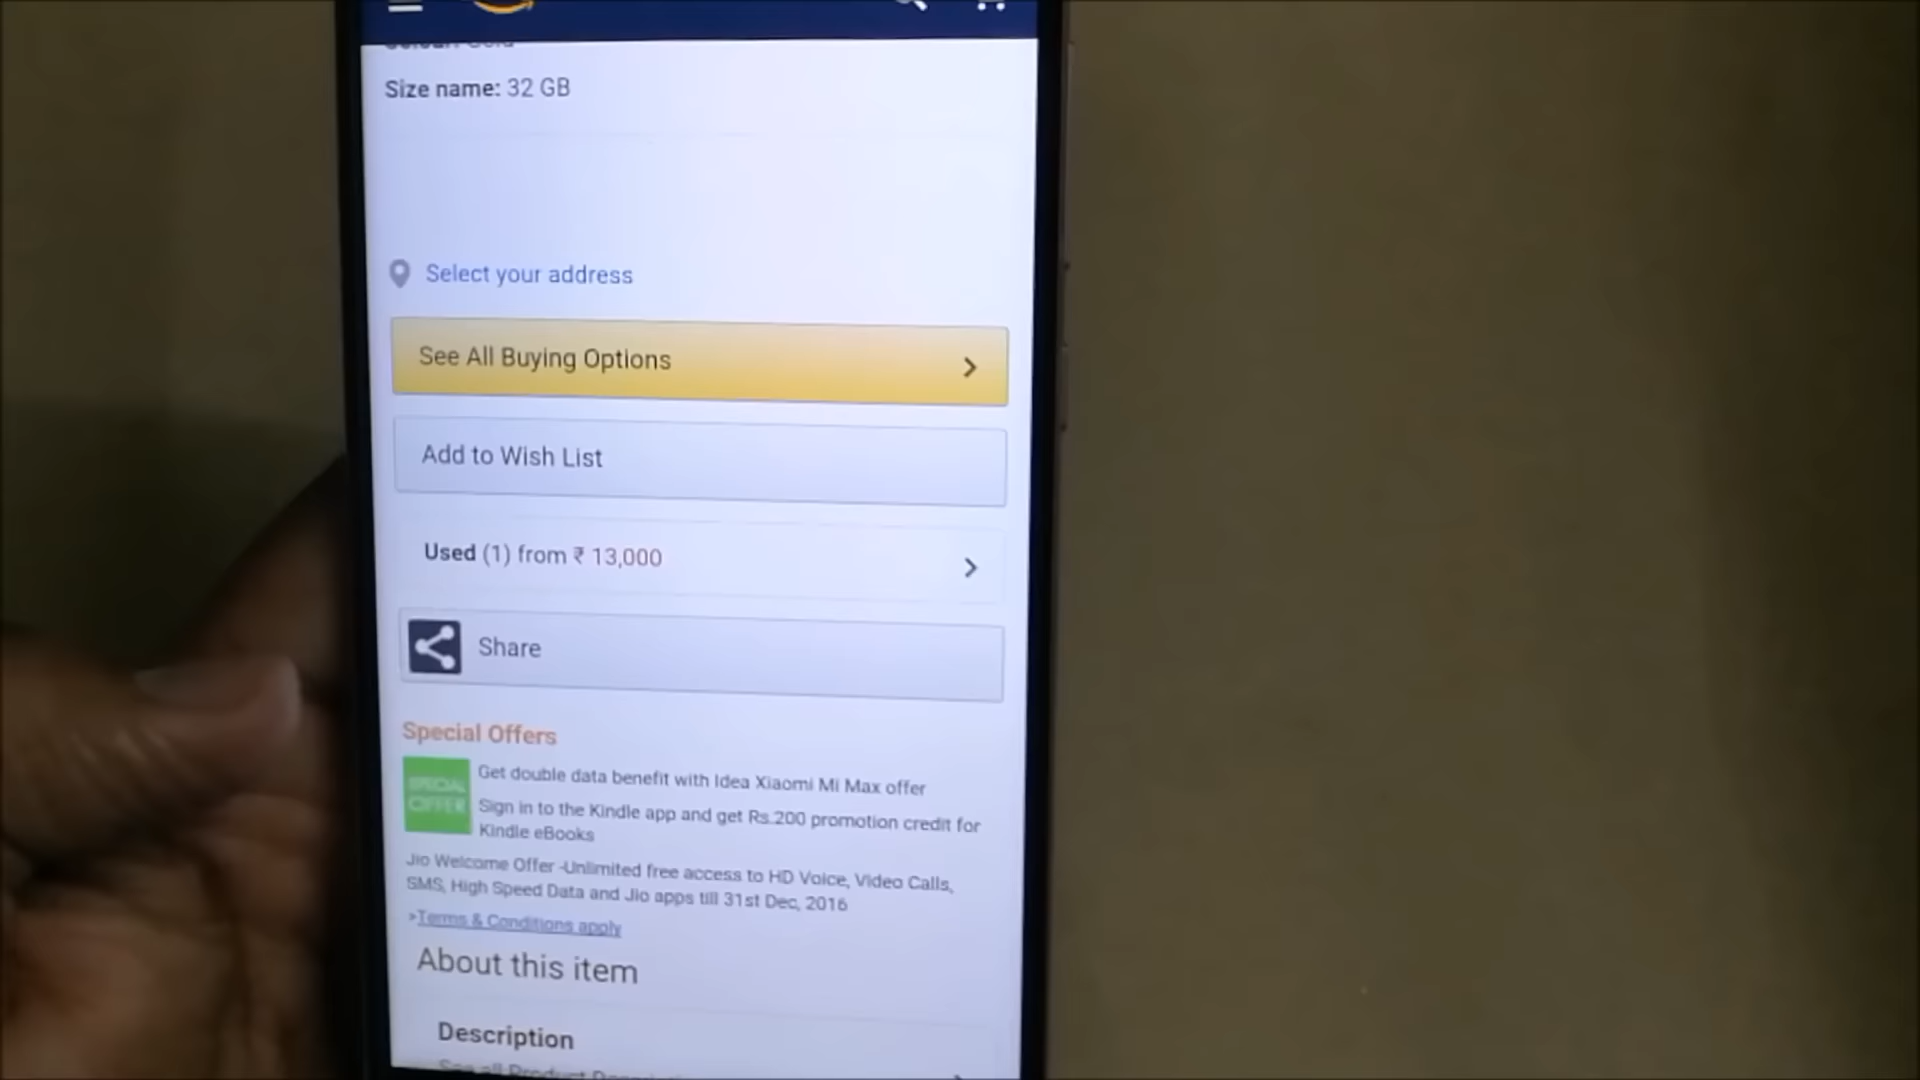 Size name: 32 GB
Select your address
See All Buying Options
Add to Wish List
Used (1) from ₹ 13,000
Share
Special Offers
SPECIAL
OFFER
Get double data benefit with Idea Xiaomi Mi Max offer
Sign in to the Kindle app and get Rs.200 promotion credit for
Kindle eBooks
Jio Welcome Offer -Unlimited free access to HD Voice, Video Calls,
SMS, High Speed Data and Jio apps till 31st Dec, 2016
>Terms & Conditions apply
About this item
Description
See all Product